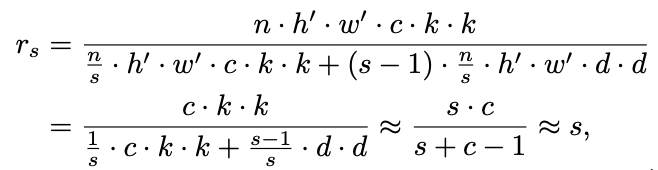 r_s = \frac{n \cdot h' \cdot w' \cdot c \cdot k \cdot k}{\frac{n}{s} \cdot h' \cdot w' \cdot c \cdot k \cdot k + (s - 1) \cdot \frac{n}{s} \cdot h' \cdot w' \cdot d \cdot d}
= \frac{c \cdot k \cdot k}{\frac{1}{s} \cdot c \cdot k \cdot k + \frac{s-1}{s} \cdot d \cdot d} \approx \frac{s \cdot c}{s + c - 1} \approx s,